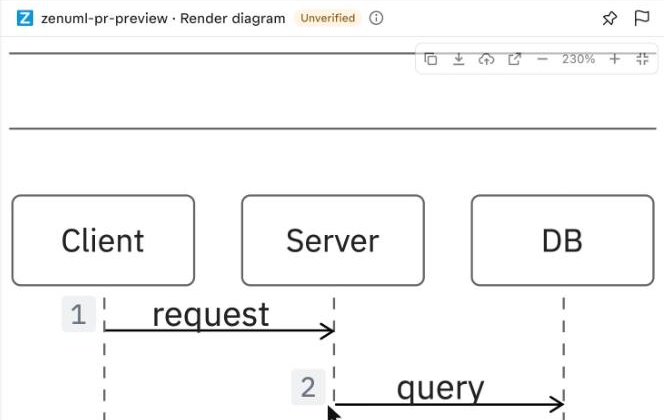 Z zenuml-pr-preview · Render diagram Unverified
230%
Client Server DB
1 request
2 query